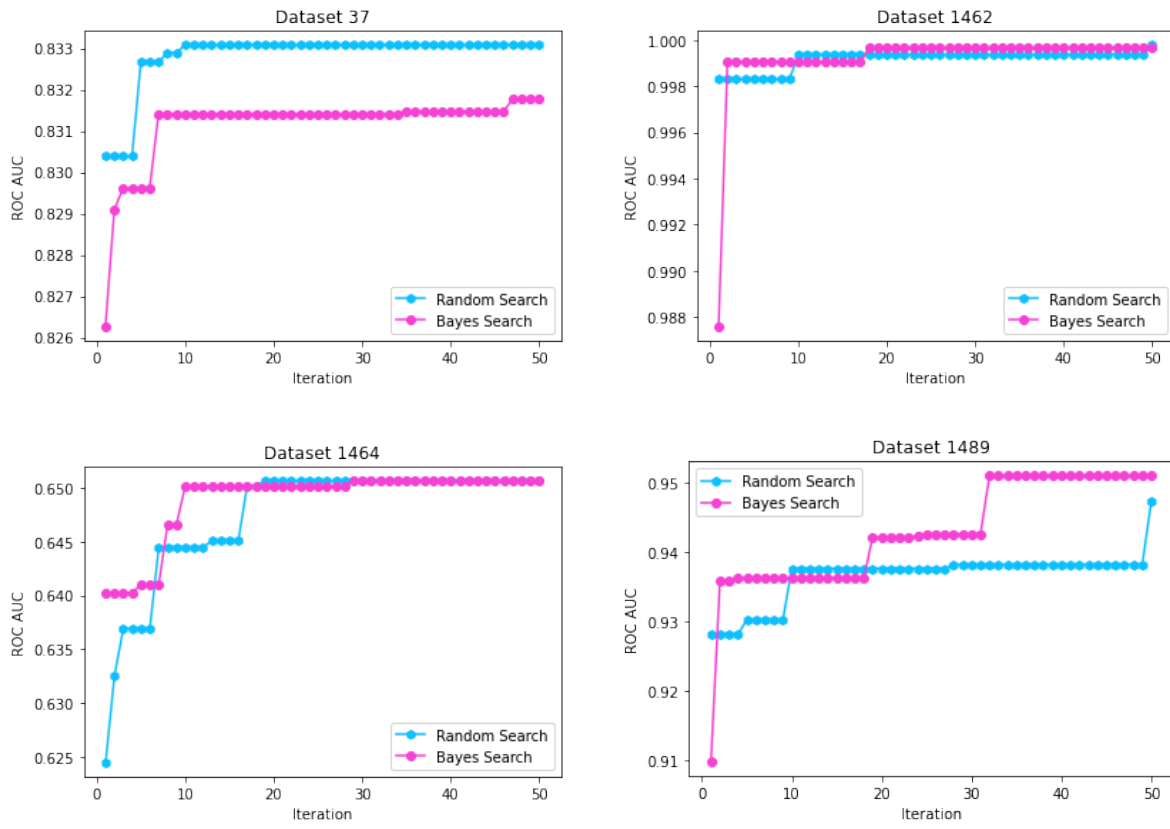 Dataset 37
0.833
0.832
0.831
0.830
0.829
0.828
0.827
0.826
ROC AUC
Random Search
Bayes Search
0 10 20 30 40 50
Iteration
Dataset 1462
1.000
0.998
0.996
0.994
0.992
0.990
0.988
ROC AUC
Random Search
Bayes Search
0 10 20 30 40 50
Iteration
Dataset 1464
0.650
0.645
0.640
0.635
0.630
0.625
ROC AUC
Random Search
Bayes Search
0 10 20 30 40 50
Iteration
Dataset 1489
0.95
0.94
0.93
0.92
0.91
ROC AUC
Random Search
Bayes Search
0 10 20 30 40 50
Iteration